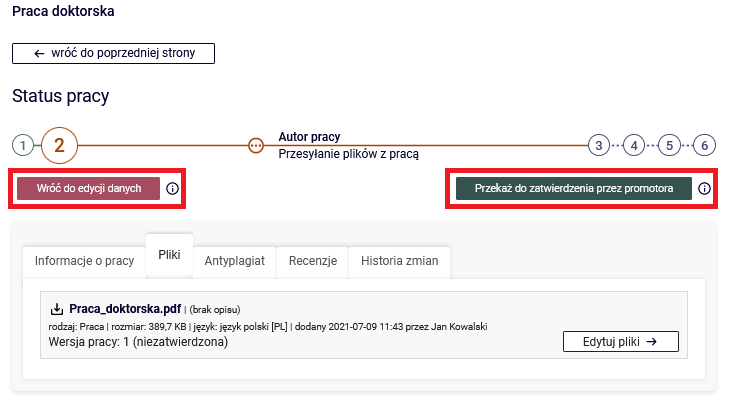 Praca doktorska
← wróć do poprzedniej strony
Status pracy
1 2 Autor pracy 3 4 5 6
Przesyłanie plików z pracą
Wróć do edycji danych Przekaż do zatwierdzenia przez promotora
Informacje o pracy Pliki Antyplagiat Recenzje Historia zmian
Praca_doktorska.pdf | (brak opisu)
rodzaj: Praca | rozmiar: 389,7 KB | język: język polski [PL] | dodany 2021-07-09 11:43 przez Jan Kowalski
Wersja pracy: 1 (niezatwierdzona) Edytuj pliki →